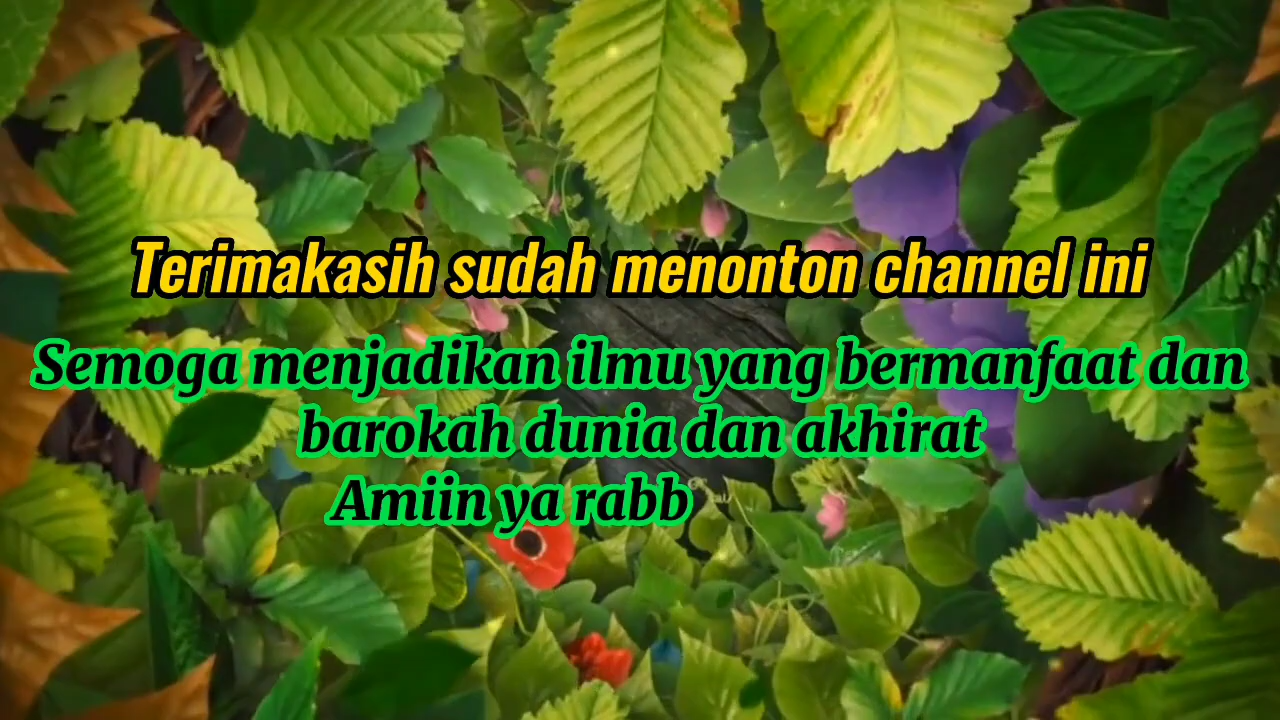 Terimakasih sudah menonton channel ini
Semoga menjadikan ilmu yang bermanfaat dan
barokah dunia dan akhirat
Amiin ya rabb